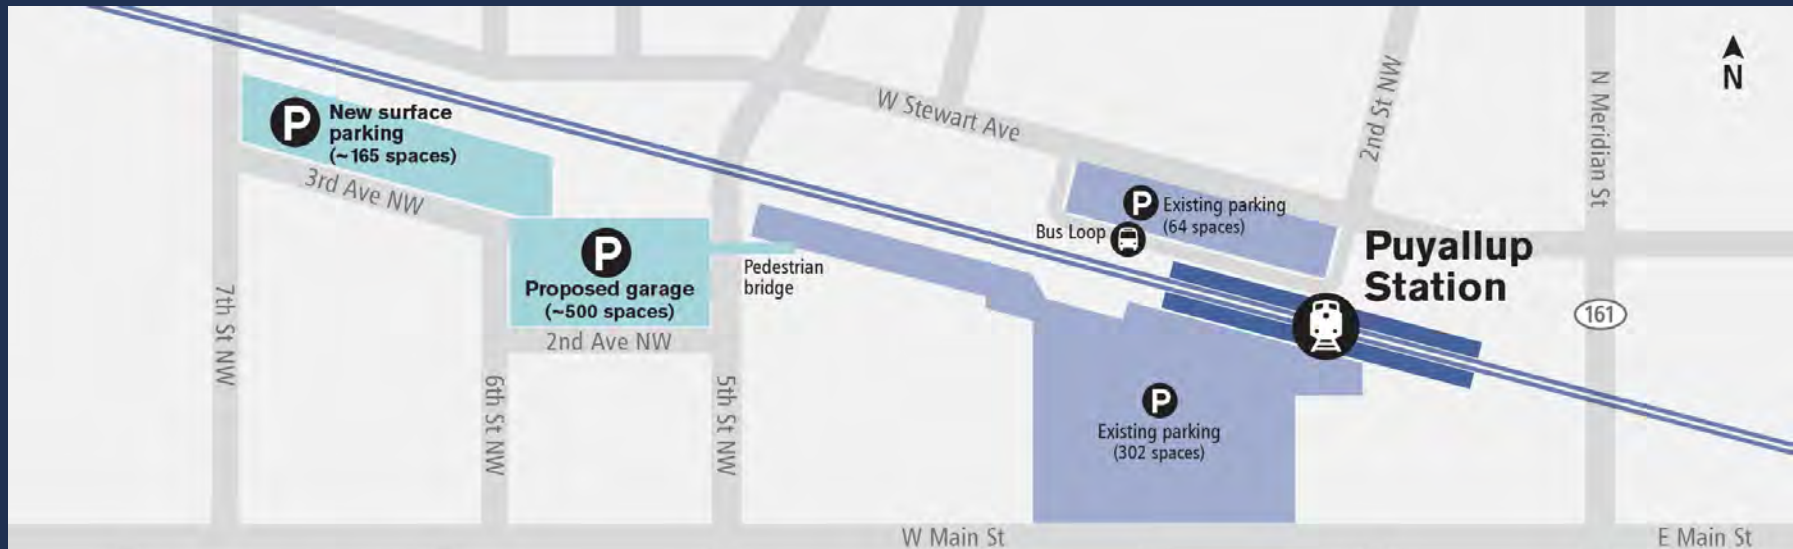 P
New surface
parking
(~165 spaces)
3rd Ave NW
7th St NW
P
Proposed garage
(~500 spaces)
2nd Ave NW
6th St NW
5th St NW
Pedestrian
bridge
W Stewart Ave
P
Existing parking
(64 spaces)
Bus Loop
2nd St NW
N Meridian St
N
Puyallup
Station
161
P
Existing parking
(302 spaces)
W Main St
E Main St